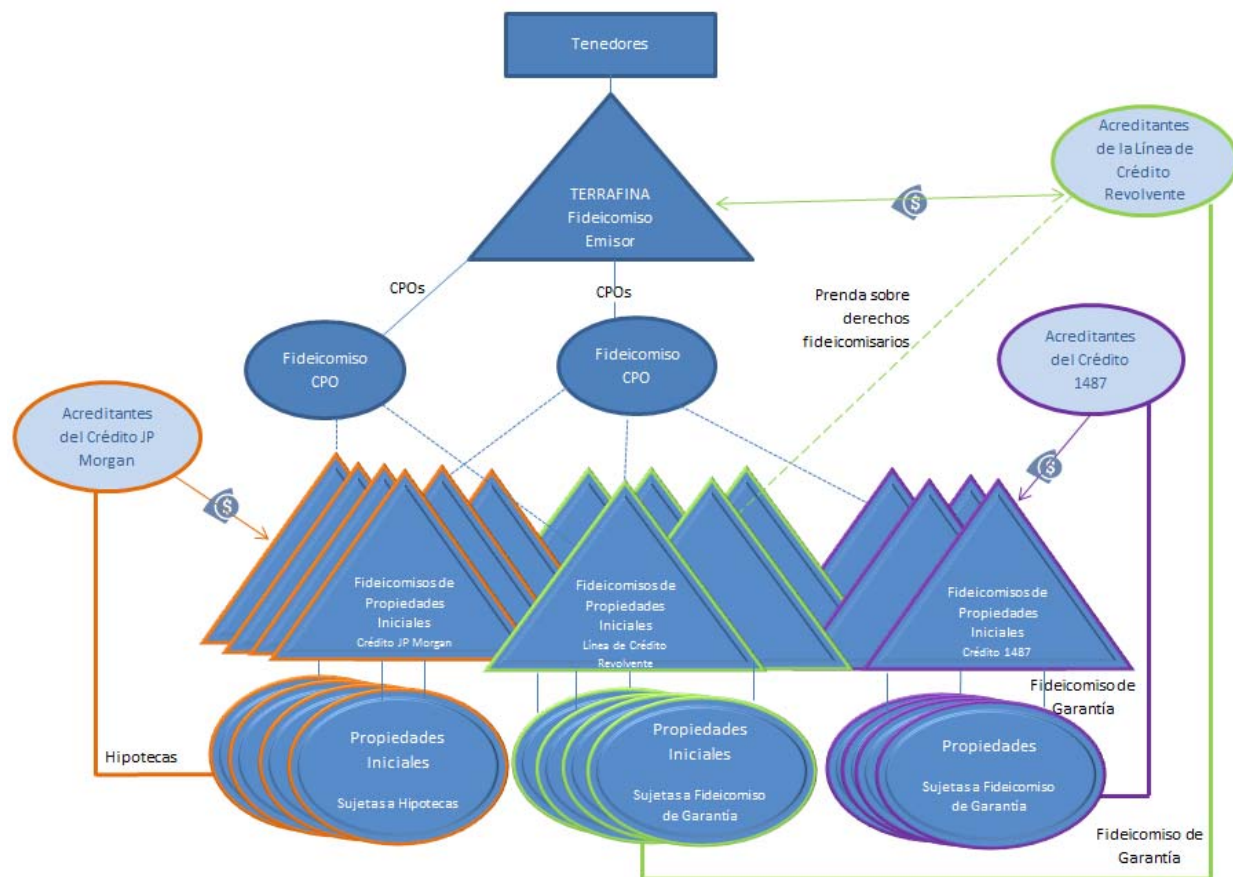 Tenedores
TERRAFINA
Fideicomiso
Emisor
Acreditantes
de la Línea de
Crédito
Revolvente
$
CPOs
CPOs
Prenda sobre
derechos
fideicomisarios
Fideicomiso
CPO
Fideicomiso
CPO
Acreditantes
del Crédito
1487
Acreditantes
del Crédito JP
Morgan
$
$
Fideicomisos de
Propiedades
Iniciales
Crédito JP Morgan
Fideicomisos de
Propiedades
Iniciales
Línea de Crédito
Revolvente
Fideicomisos de
Propiedades
Iniciales
Crédito 1487
Fideicomiso de
Garantía
Hipotecas
Propiedades
Iniciales
Sujetas a Hipotecas
Propiedades
Iniciales
Sujetas a Fideicomiso
de Garantía
Propiedades
Sujetas a Fideicomiso
de Garantía
Fideicomiso de
Garantía